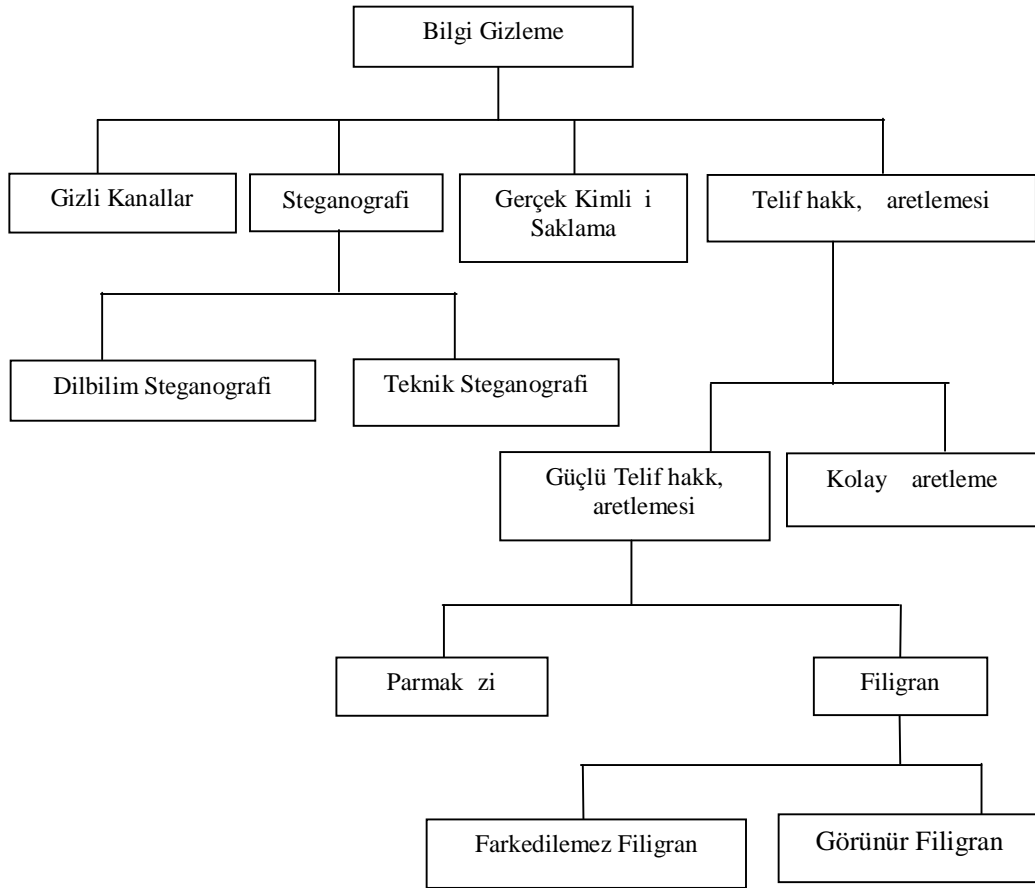 Bilgi Gizleme
Gizli Kanallar
Steganografi
Gerçek Kimli i
Saklama
Telif hakk, aretlemesi
Dilbilim Steganografi
Teknik Steganografi
Güçlü Telif hakk,
aretlemesi
Kolay aretleme
Parmak zi
Filigran
Farkedilemez Filigran
Görünür Filigran